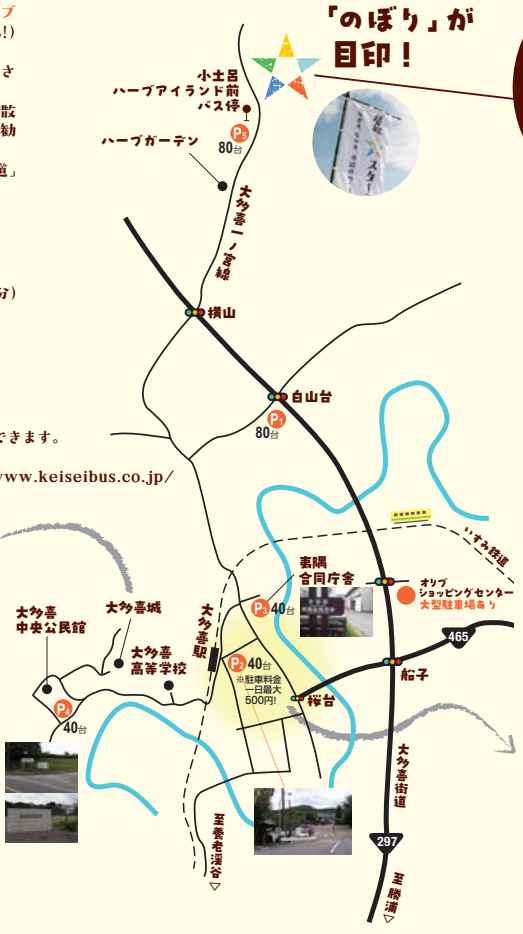 ブ
!)
さ
散
勧
道」
分)
できます。
www.keiseibus.co.jp/
「のぼり」が
目印！
スター
小土呂
ハーブアイランド前
バス停
P5
80台
ハーブガーデン
大多喜一ノ宮線
横山
白山台
P1
80台
いすみ鉄道
夷隅
合同庁舎
P3 40台
オリブ
ショッピングセンター
大型駐車場あり
465
大多喜
中央公民館
大多喜城
大多喜
高等学校
大多喜駅
P2 40台
※駐車料金
一日最大
500円!
桜台
船子
P4
40台
大多喜街道
297
至養老渓谷
至勝浦